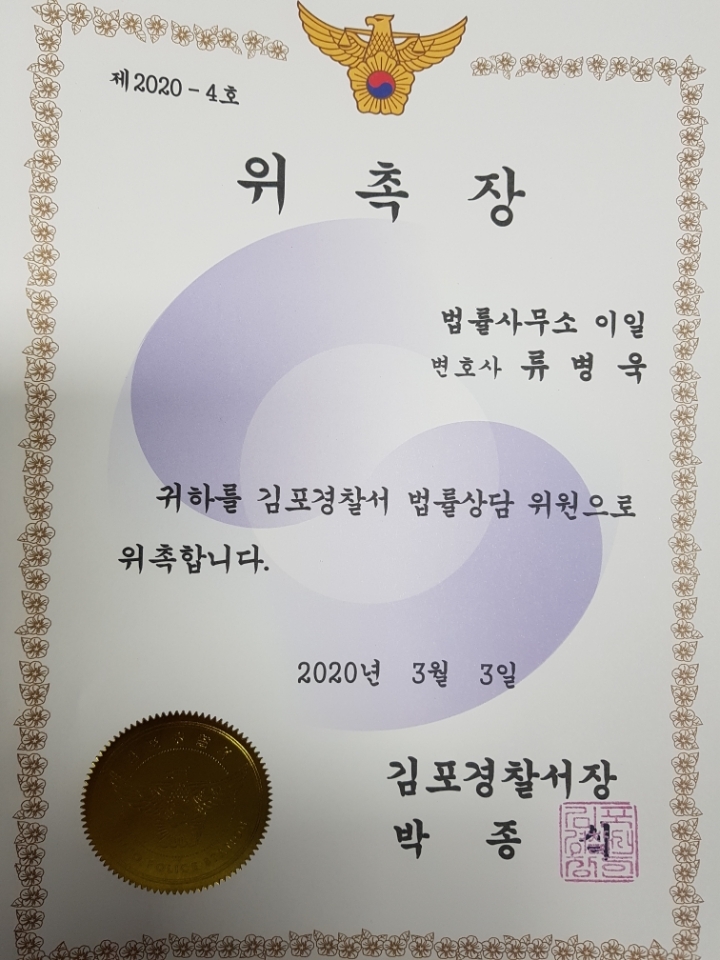 제2020-4호
위 촉 장
법률사무소 이일
변호사 류 병 욱
귀하를 김포경찰서 법률상담 위원으로
위촉합니다.
2020년 3월 3일
김포경찰서장
박 종 식